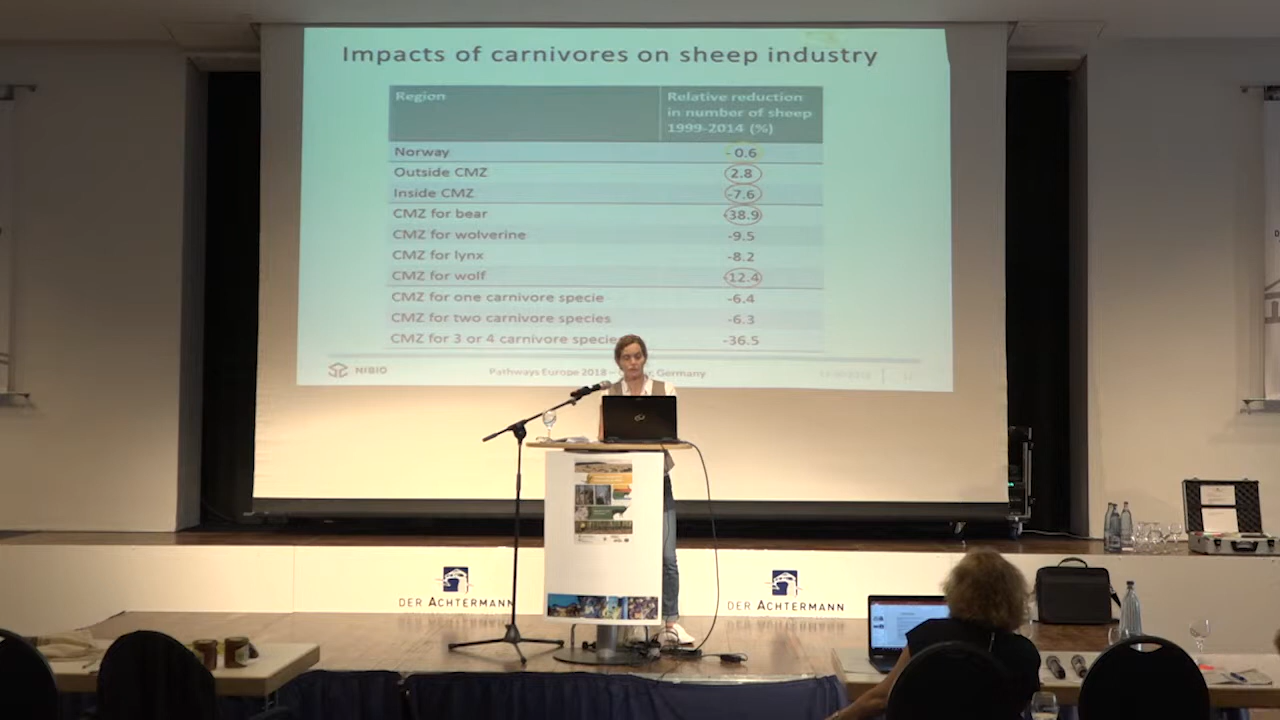 Impacts of carnivores on sheep industry
Region
Relative reduction
in number of sheep
1999-2014 (%)
Norway - 0.6
Outside CMZ 2.8
Inside CMZ -7.6
CMZ for bear -38.9
CMZ for wolverine -9.5
CMZ for lynx -8.2
CMZ for wolf -12.4
CMZ for one carnivore specie -6.4
CMZ for two carnivore species -6.3
CMZ for 3 or 4 carnivore specie -36.5
NIBIO
Pathways Europe 2018 – Germany
DER ACHTERMANN
DER ACHTERMANN